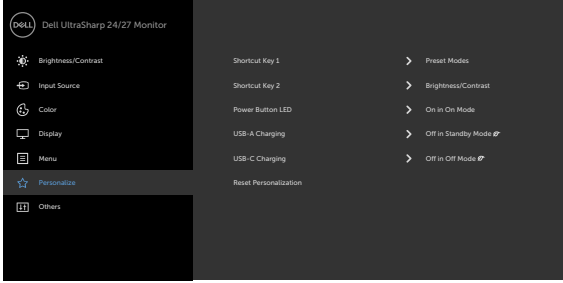 DELL
Dell UltraSharp 24/27 Monitor
Brightness/Contrast
Shortcut Key 1 Preset Modes
Input Source
Shortcut Key 2 Brightness/Contrast
Color
Power Button LED On in On Mode
Display
USB-A Charging Off in Standby Mode
Menu
USB-C Charging Off in Off Mode
Personalize
Reset Personalization
Others